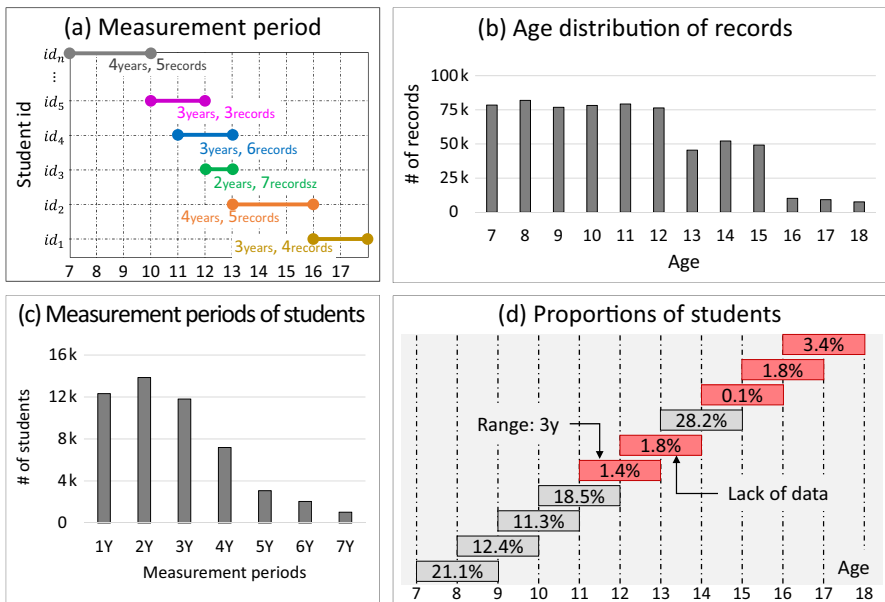 (a) Measurement period
Student id
id_n
⋮
id_5
id_4
id_3
id_2
id_1
4years, 5records
3years, 3records
3years, 6records
2years, 7recordsz
4years, 5records
3years, 4records
7 8 9 10 11 12 13 14 15 16 17
(b) Age distribution of records
# of records
100k
75k
50k
25k
0
7 8 9 10 11 12 13 14 15 16 17 18
Age
(c) Measurement periods of students
# of students
16k
12k
8k
4k
0
1Y 2Y 3Y 4Y 5Y 6Y 7Y
Measurement periods
(d) Proportions of students
3.4%
1.8%
0.1%
28.2%
Range: 3y
1.8%
1.4%
18.5%
Lack of data
11.3%
12.4%
21.1%
Age
7 8 9 10 11 12 13 14 15 16 17 18